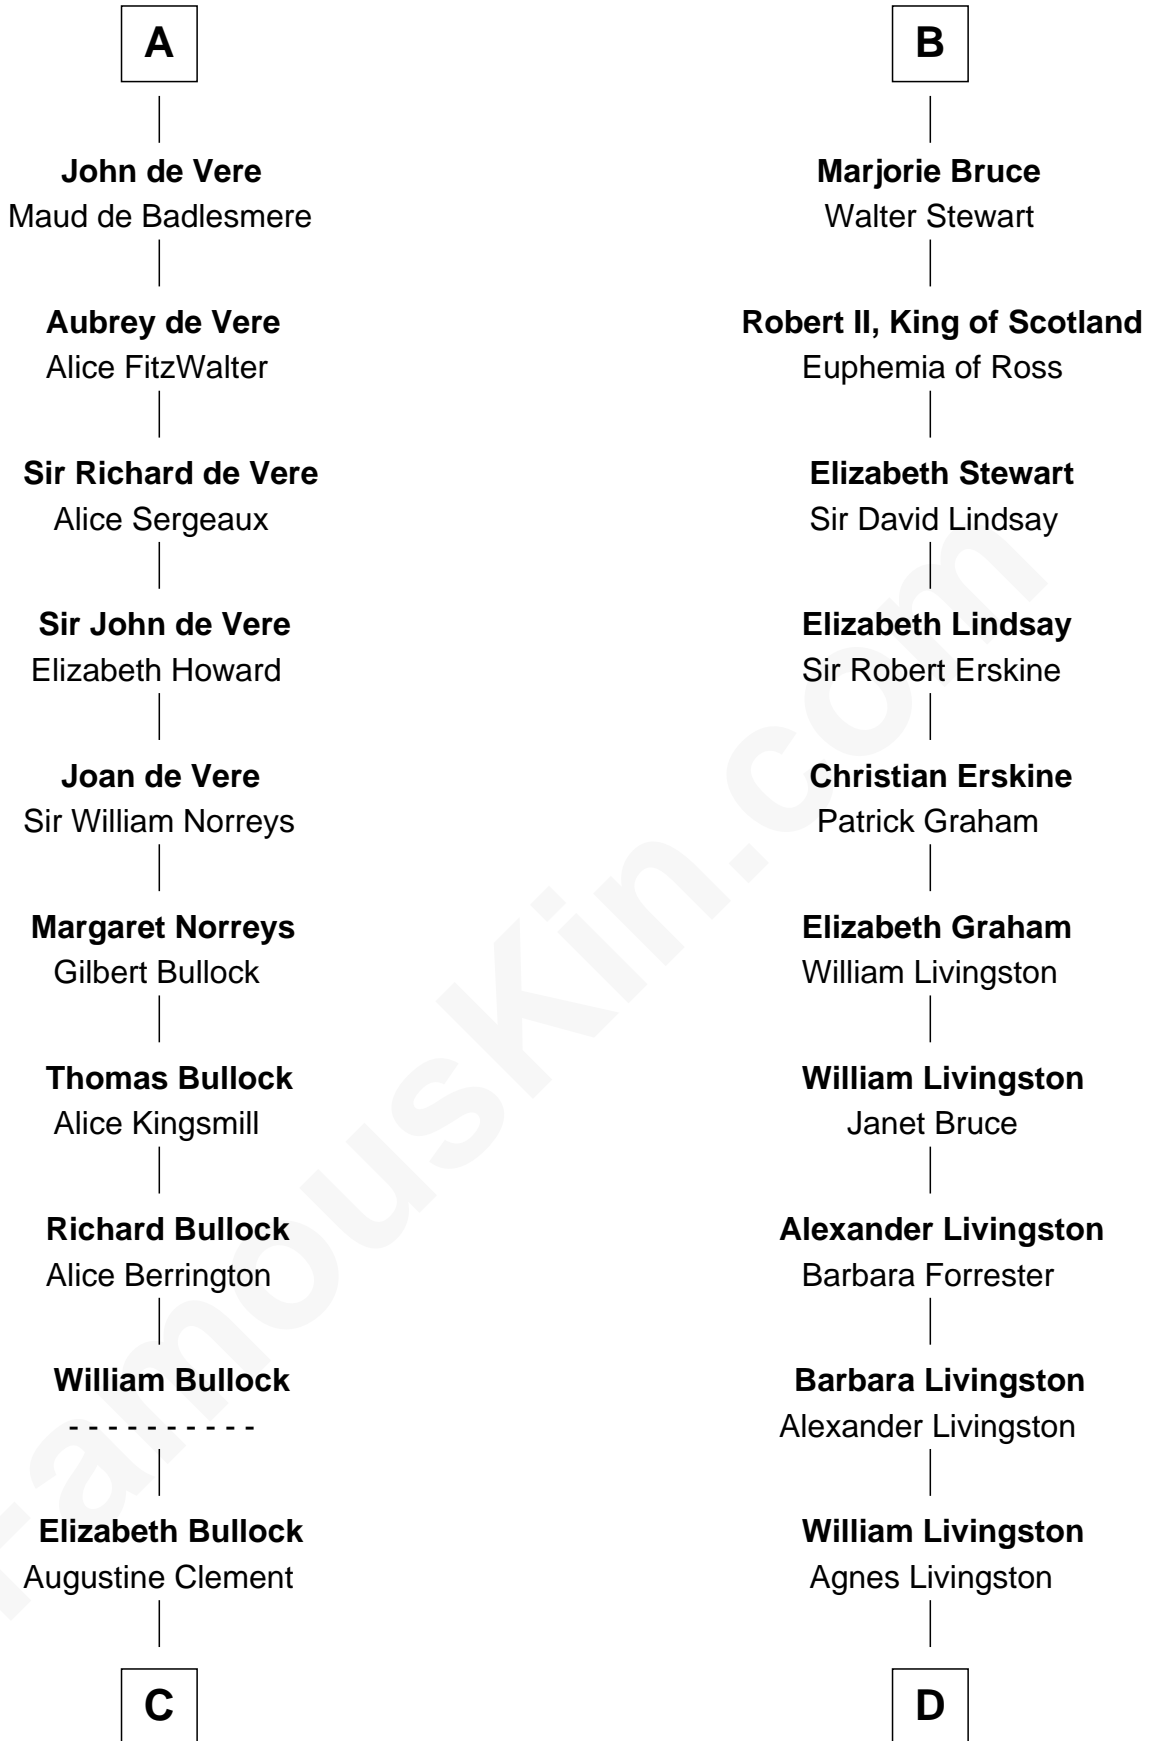 A
John de Vere
Maud de Badlesmere
Aubrey de Vere
Alice FitzWalter
Sir Richard de Vere
Alice Sergeaux
Sir John de Vere
Elizabeth Howard
Joan de Vere
Sir William Norreys
Margaret Norreys
Gilbert Bullock
Thomas Bullock
Alice Kingsmill
Richard Bullock
Alice Berrington
William Bullock
- - - - - - - - - -
Elizabeth Bullock
Augustine Clement
C
B
Marjorie Bruce
Walter Stewart
Robert II, King of Scotland
Euphemia of Ross
Elizabeth Stewart
Sir David Lindsay
Elizabeth Lindsay
Sir Robert Erskine
Christian Erskine
Patrick Graham
Elizabeth Graham
William Livingston
William Livingston
Janet Bruce
Alexander Livingston
Barbara Forrester
Barbara Livingston
Alexander Livingston
William Livingston
Agnes Livingston
D
FamousKin.com